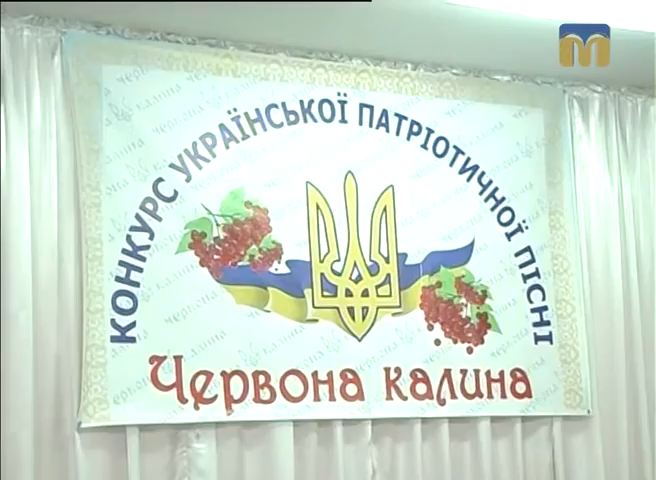 КОНКУРС УКРАЇНСЬКОЇ ПАТРІОТИЧНОЇ ПІСНІ
Червона калина